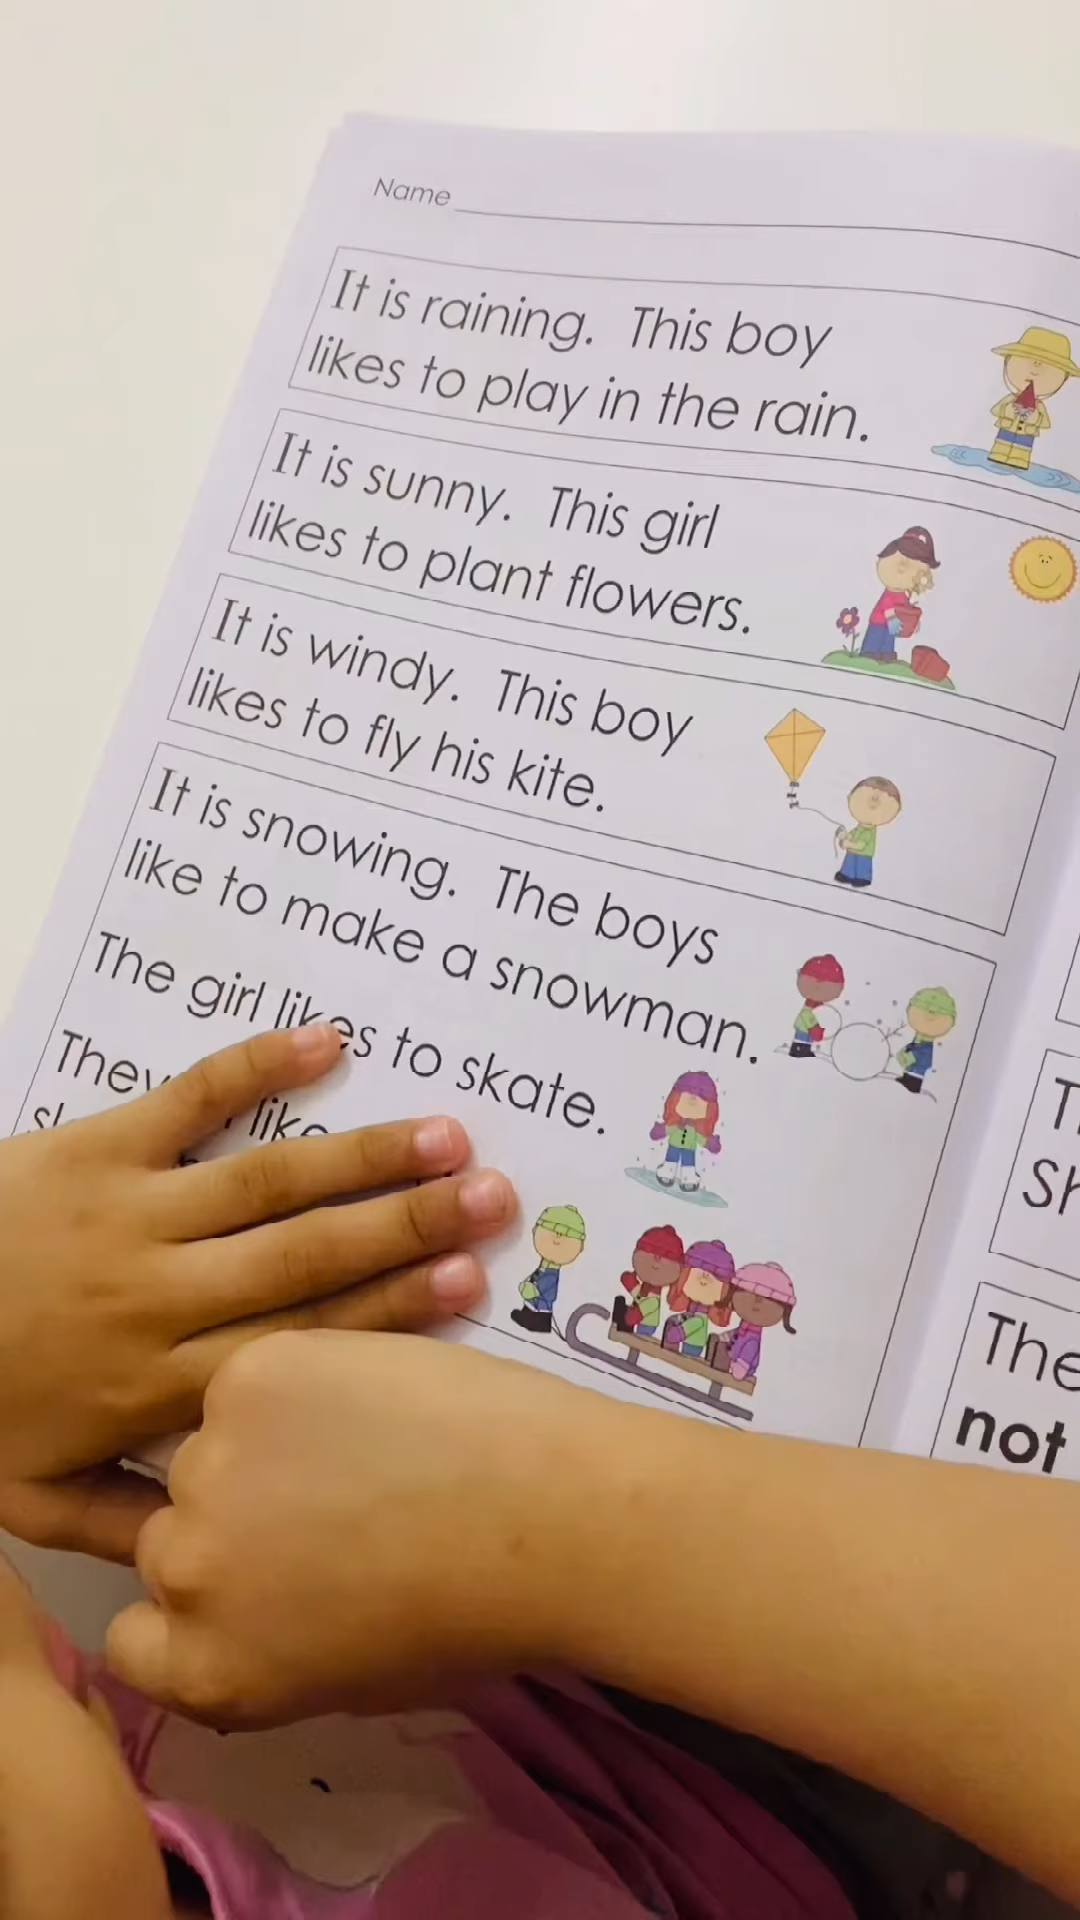 Name
It is raining. This boy
likes to play in the rain.
It is sunny. This girl
likes to plant flowers.
It is windy. This boy
likes to fly his kite.
It is snowing. The boys
like to make a snowman.
The girl likes to skate.
They like
The
not